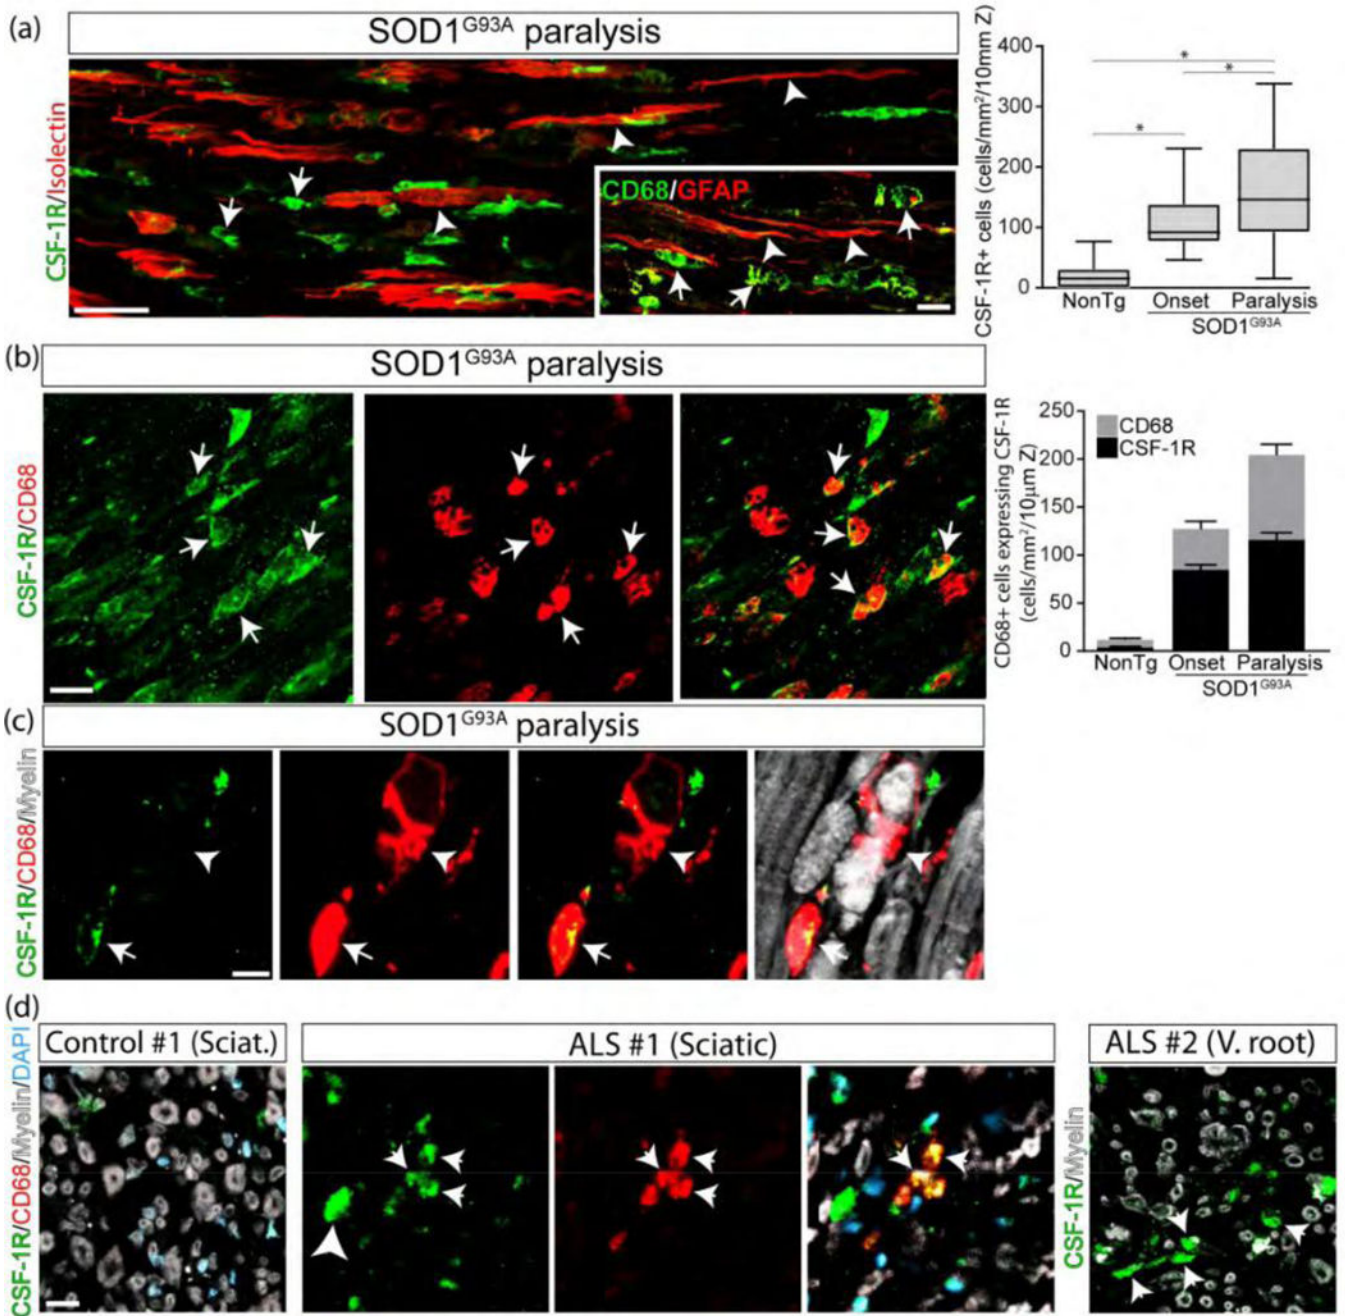 (a)
SOD1G93A paralysis
CSF-1R/Isolectin
CD68/GFAP
CSF-1R+ cells (cells/mm²/10mm Z)
400
300
200
100
0
*
*
*
NonTg Onset Paralysis
SOD1G93A
(b)
SOD1G93A paralysis
CSF-1R/CD68
CD68+ cells expressing CSF-1R
(cells/mm²/10μm Z)
250
200
150
100
50
0
CD68
CSF-1R
NonTg Onset Paralysis
SOD1G93A
(c)
SOD1G93A paralysis
CSF-1R/CD68/Myelin
(d)
CSF-1R/CD68/Myelin/DAPI
Control #1 (Sciat.)
ALS #1 (Sciatic)
ALS #2 (V. root)
CSF-1R/Myelin